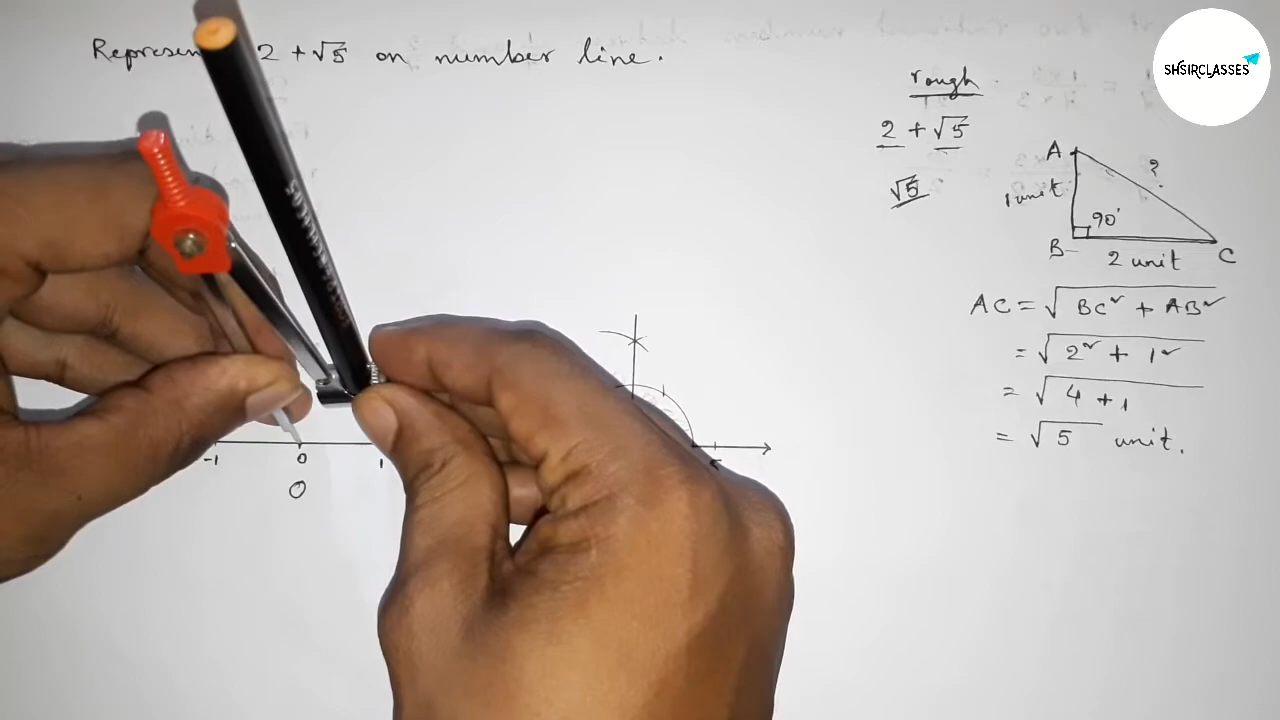 Represen 2 + √5 on number line.
SHSIRCLASSES
rough
2 + √5
√5
A
?
1 unit
90°
B
2 unit
C
AC = √BC² + AB²
= √2² + 1²
= √4 + 1
= √5 unit.
-1 0 1
O